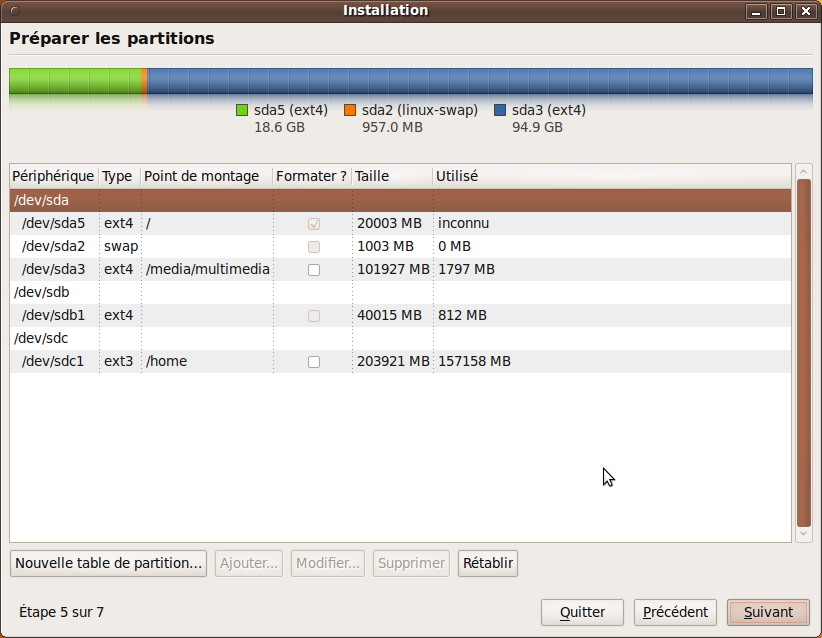 Installation
Préparer les partitions
sda5 (ext4) sda2 (linux-swap) sda3 (ext4)
18.6 GB 957.0 MB 94.9 GB
Périphérique Type Point de montage Formater ? Taille Utilisé
/dev/sda
/dev/sda5 ext4 / 20003 MB inconnu
/dev/sda2 swap 1003 MB 0 MB
/dev/sda3 ext4 /media/multimedia 101927 MB 1797 MB
/dev/sdb
/dev/sdb1 ext4 40015 MB 812 MB
/dev/sdc
/dev/sdc1 ext3 /home 203921 MB 157158 MB
Nouvelle table de partition... Ajouter... Modifier... Supprimer Rétablir
Étape 5 sur 7 Quitter Précédent Suivant